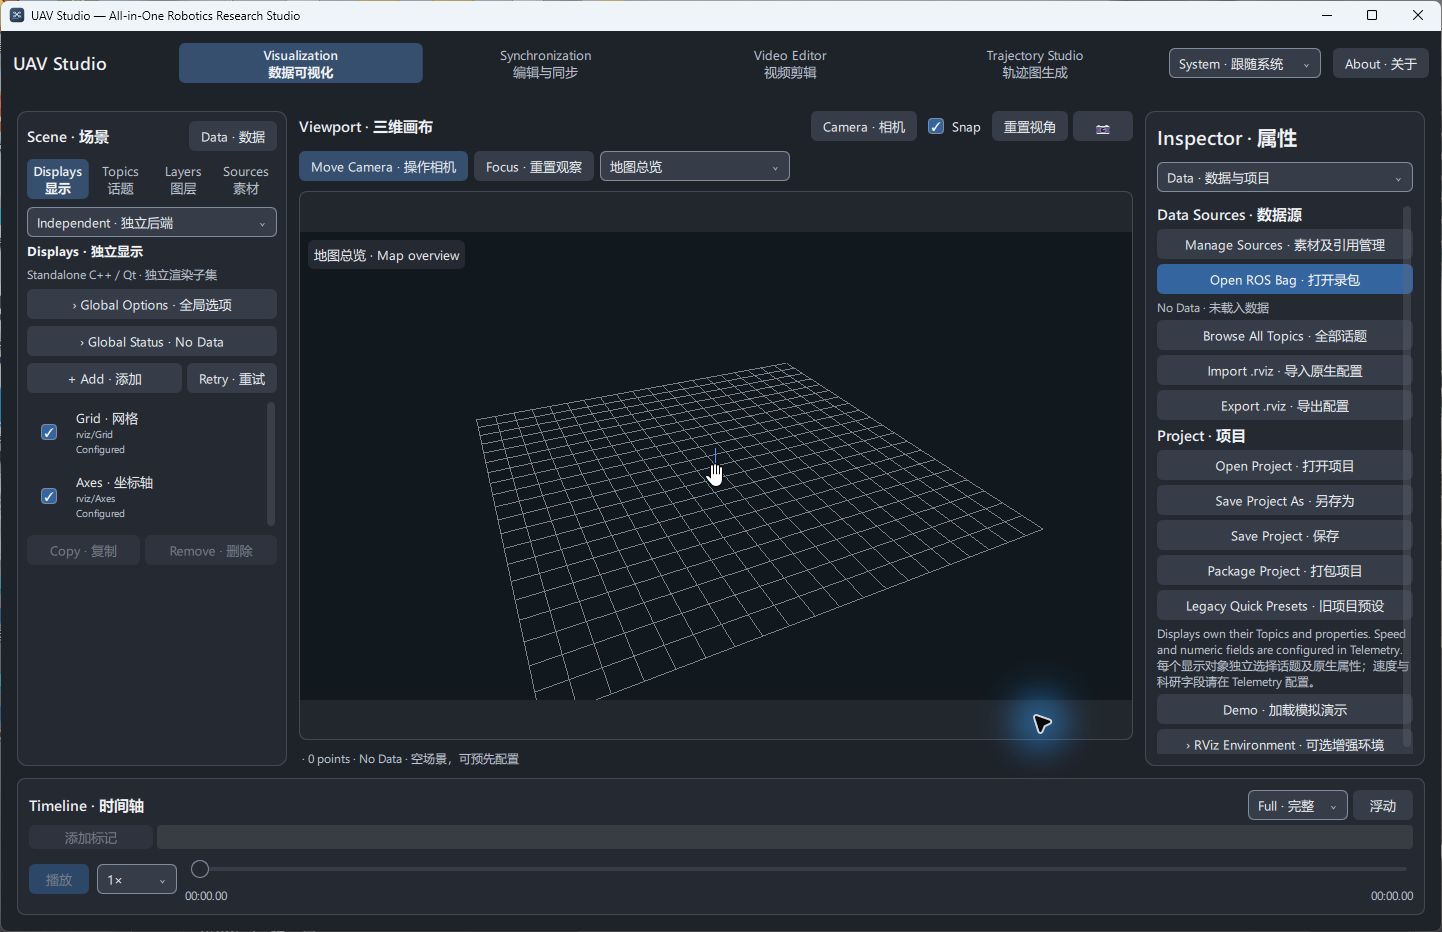 UAV Studio — All-in-One Robotics Research Studio
UAV Studio
Visualization
数据可视化
Synchronization
编辑与同步
Video Editor
视频剪辑
Trajectory Studio
轨迹图生成
System · 跟随系统
About · 关于
Scene · 场景
Data · 数据
Displays
显示
Topics
话题
Layers
图层
Sources
素材
Independent · 独立后端
Displays · 独立显示
Standalone C++ / Qt · 独立渲染子集
› Global Options · 全局选项
› Global Status · No Data
+ Add · 添加
Retry · 重试
Grid · 网格
rviz/Grid
Configured
Axes · 坐标轴
rviz/Axes
Configured
Copy · 复制
Remove · 删除
Viewport · 三维画布
Camera · 相机
Snap
重置视角
Move Camera · 操作相机
Focus · 重置观察
地图总览
地图总览 · Map overview
· 0 points · No Data · 空场景，可预先配置
Inspector · 属性
Data · 数据与项目
Data Sources · 数据源
Manage Sources · 素材及引用管理
Open ROS Bag · 打开录包
No Data · 未载入数据
Browse All Topics · 全部话题
Import .rviz · 导入原生配置
Export .rviz · 导出配置
Project · 项目
Open Project · 打开项目
Save Project As · 另存为
Save Project · 保存
Package Project · 打包项目
Legacy Quick Presets · 旧项目预设
Displays own their Topics and properties. Speed
and numeric fields are configured in Telemetry.
每个显示对象独立选择话题及原生属性；速度与
科研字段请在 Telemetry 配置。
Demo · 加载模拟演示
› RViz Environment · 可选增强环境
Timeline · 时间轴
Full · 完整
浮动
添加标记
播放
1×
00:00.00
00:00.00